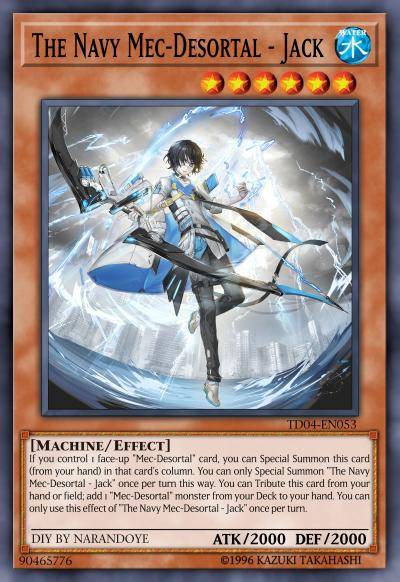 The Navy Mec-Desortal - Jack
WATER
水
TD04-EN053
[Machine/Effect]
If you control 1 face-up "Mec-Desortal" card, you can Special Summon this card
(from your hand) in that card's column. You can only Special Summon "The Navy
Mec-Desortal - Jack" once per turn this way. You can Tribute this card from your
hand or field; add 1 "Mec-Desortal" monster from your Deck to your hand. You can
only use this effect of "The Navy Mec-Desortal - Jack" once per turn.
DIY BY NARANDOYE
ATK/2000 DEF/2000
90465776
©1996 KAZUKI TAKAHASHI